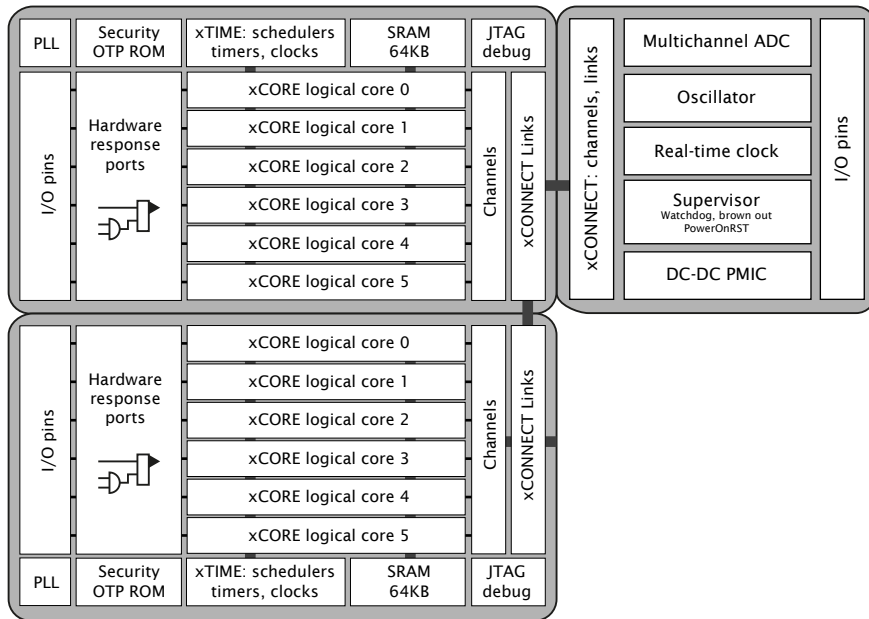 PLL
Security
OTP ROM
xTIME: schedulers
timers, clocks
SRAM
64KB
JTAG
debug
I/O pins
Hardware
response
ports
xCORE logical core 0
xCORE logical core 1
xCORE logical core 2
xCORE logical core 3
xCORE logical core 4
xCORE logical core 5
Channels
xCONNECT Links
xCONNECT: channels, links
Multichannel ADC
Oscillator
Real-time clock
Supervisor
Watchdog, brown out
PowerOnRST
DC-DC PMIC
I/O pins
I/O pins
Hardware
response
ports
xCORE logical core 0
xCORE logical core 1
xCORE logical core 2
xCORE logical core 3
xCORE logical core 4
xCORE logical core 5
Channels
xCONNECT Links
PLL
Security
OTP ROM
xTIME: schedulers
timers, clocks
SRAM
64KB
JTAG
debug